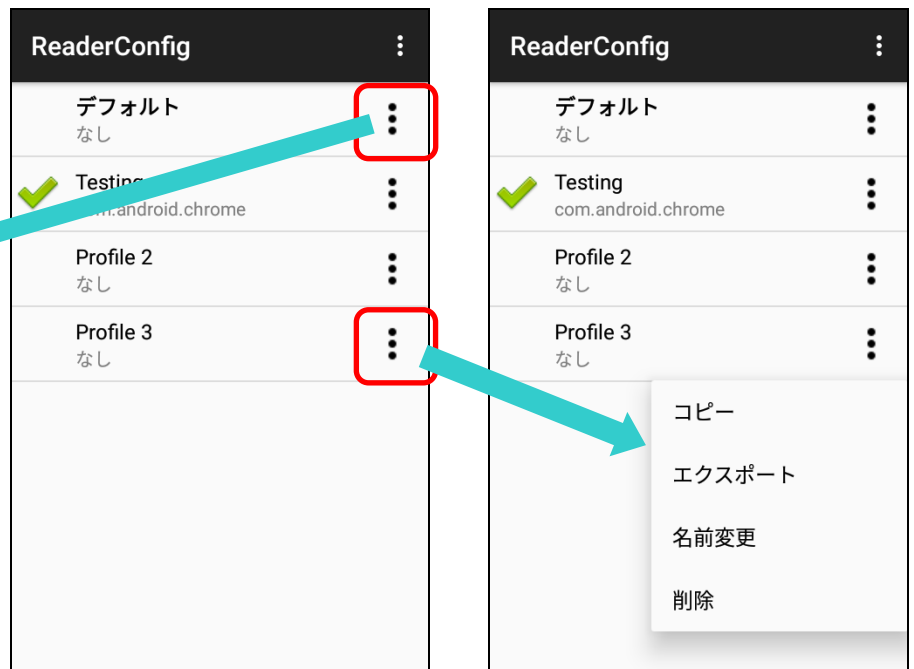 ReaderConfig
デフォルト
なし
Testing
com.android.chrome
Profile 2
なし
Profile 3
なし
ReaderConfig
デフォルト
なし
Testing
com.android.chrome
Profile 2
なし
Profile 3
なし
コピー
エクスポート
名前変更
削除